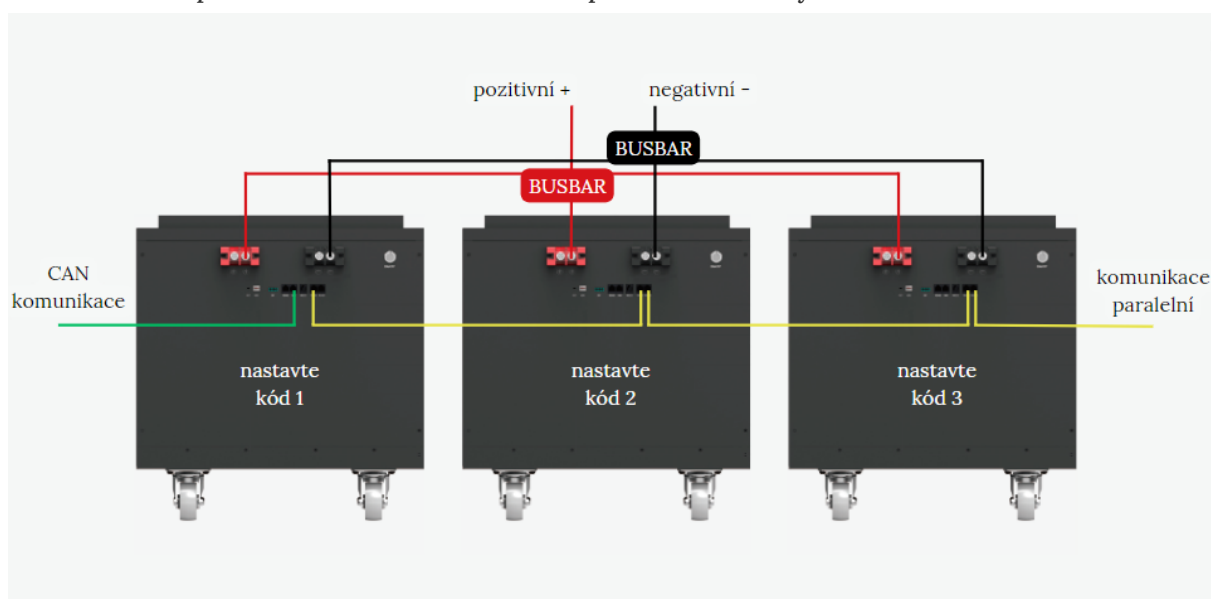 pozitivní +
negativní -
BUSBAR
BUSBAR
CAN
komunikace
komunikace
paralelní
nastavte
kód 1
nastavte
kód 2
nastavte
kód 3